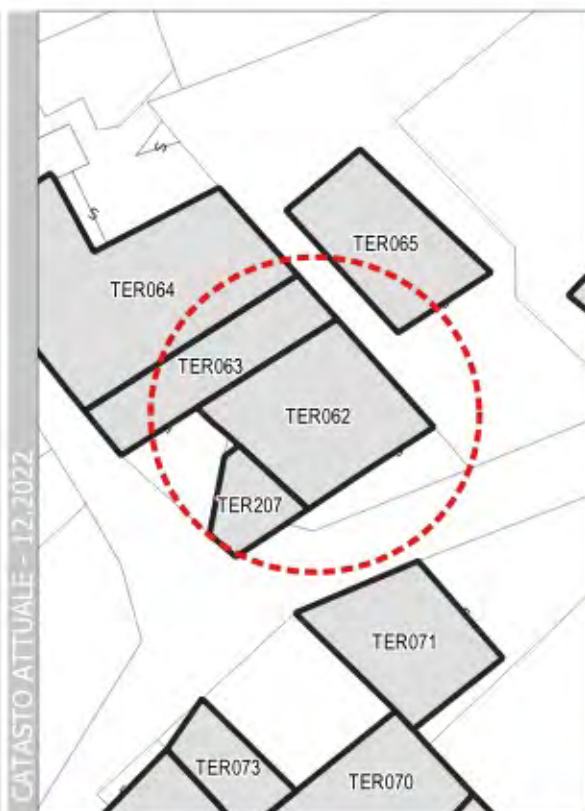 CATASTO ATTUALE - 12.2022
S
S
TER065
TER064
TER063
TER062
TER207
TER071
TER073
TER070